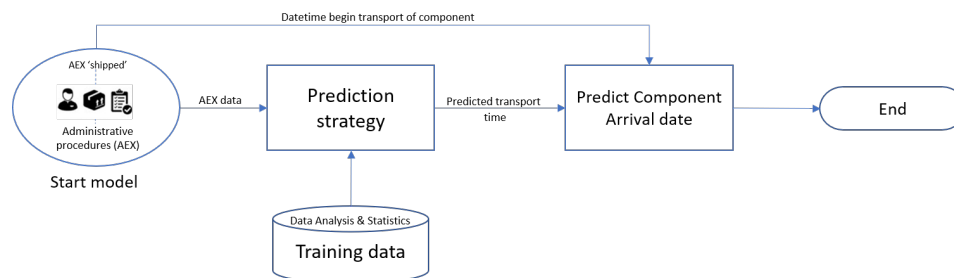 Datetime begin transport of component
AEX 'shipped'
Administrative
procedures (AEX)
Start model
AEX data
Prediction
strategy
Predicted transport
time
Predict Component
Arrival date
End
Data Analysis & Statistics
Training data